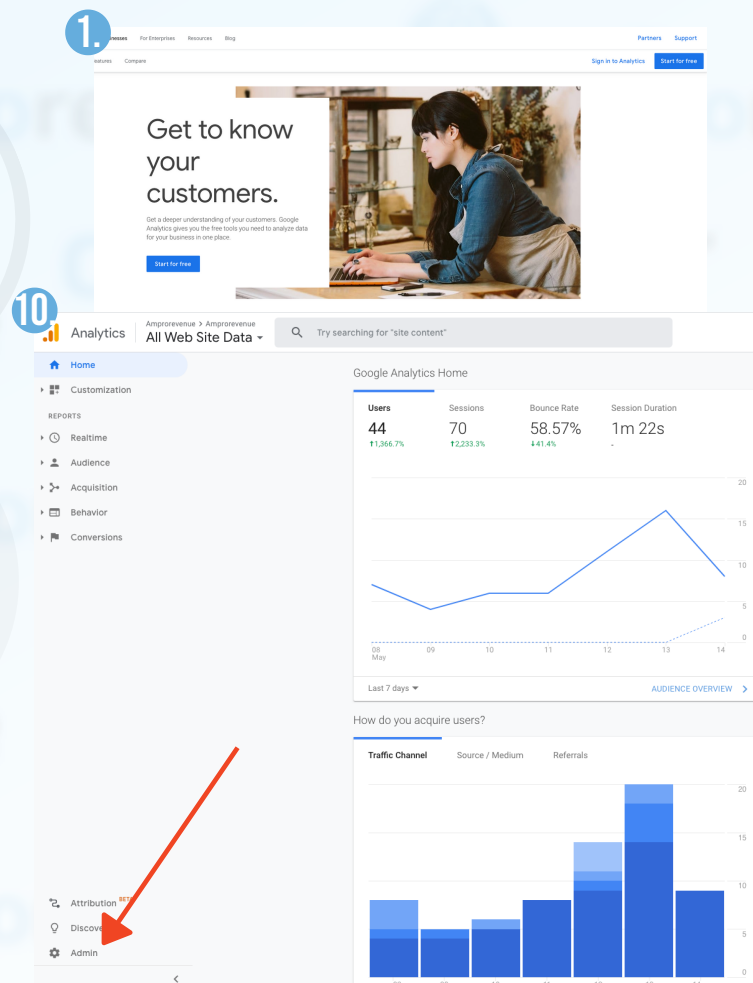 1.
For Enterprises Resources Blog
Partners Support
Compare
Sign in to Analytics Start for free
Get to know
your
customers.
Get a deeper understanding of your customers. Google
Analytics gives you the free tools you need to analyze data
for your business in one place.
Start for free
10.
Analytics
Amprorevenue > Amprorevenue
All Web Site Data
Try searching for "site content"
Home
Customization
REPORTS
Realtime
Audience
Acquisition
Behavior
Conversions
Attribution BETA
Discover
Admin
Google Analytics Home
Users Sessions Bounce Rate Session Duration
44 70 58.57% 1m 22s
↑1,366.7% ↑2,233.3% ↓41.4% -
20
15
10
5
0
08 09 10 11 12 13 14
May
Last 7 days
AUDIENCE OVERVIEW >
How do you acquire users?
Traffic Channel Source / Medium Referrals
20
15
10
5
0